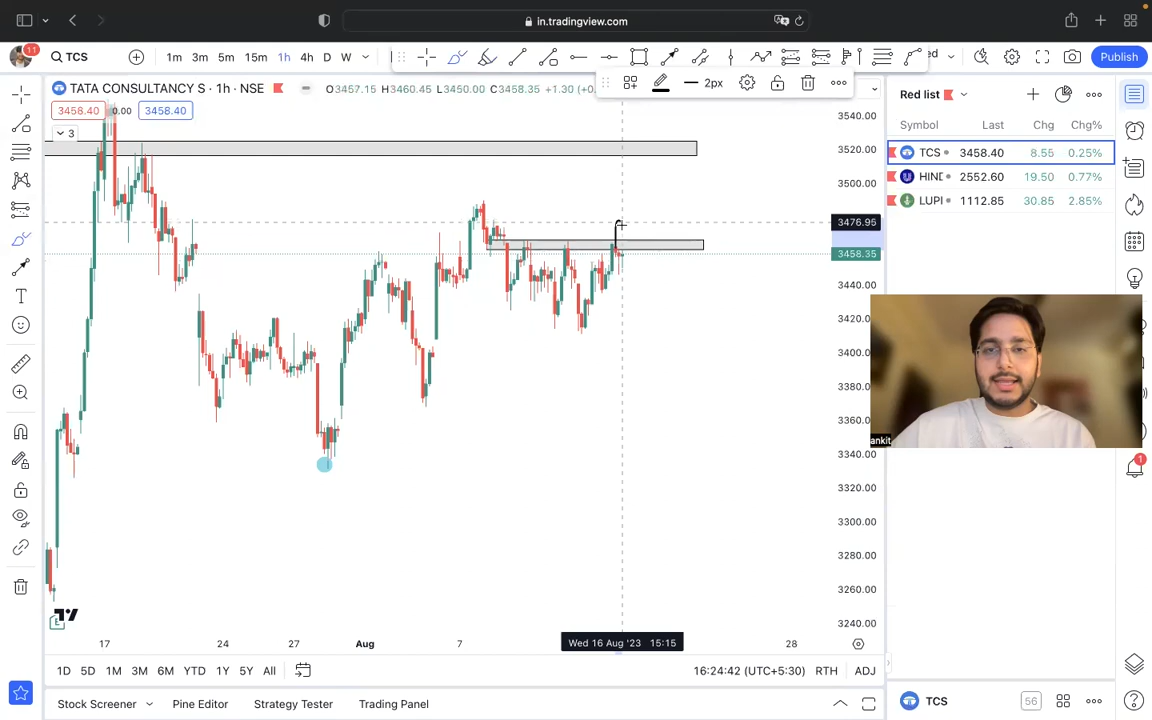 in.tradingview.com
11
TCS
1m 3m 5m 15m 1h 4h D W
ed
Publish
2px
TATA CONSULTANCY S · 1h · NSE O3457.15 H3460.45 L3450.00 C3458.35 +1.30 (+0
3458.40 0.00 3458.40
3
Red list
Symbol Last Chg Chg%
TCS 3458.40 8.55 0.25%
HIND 2552.60 19.50 0.77%
LUPI 1112.85 30.85 2.85%
3540.00
3520.00
3500.00
3476.95
3458.35
3440.00
3420.00
3400.00
3380.00
3360.00
3340.00
3320.00
3300.00
3280.00
3260.00
3240.00
ankit
1
17 24 27 Aug 7 Wed 16 Aug '23 15:15 28
1D 5D 1M 3M 6M YTD 1Y 5Y All
16:24:42 (UTC+5:30) RTH ADJ
Stock Screener Pine Editor Strategy Tester Trading Panel
TCS 56